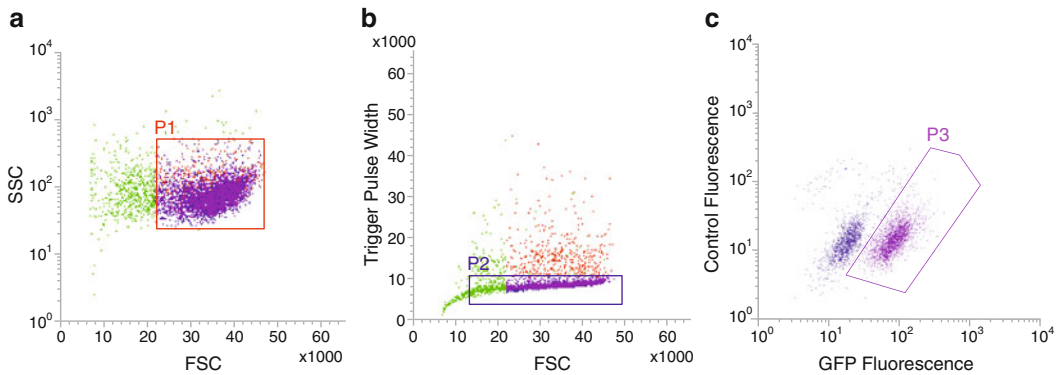 a
SSC
10^4
10^3
10^2
10^1
10^0
P1
0 20 40 60
x1000
FSC
b
x1000
Trigger Pulse Width
60
50
40
30
20
10
0
P2
0 10 20 30 40 50 60
x1000
FSC
c
Control Fluorescence
10^4
10^3
10^2
10^1
10^0
P3
10^0 10^1 10^2 10^3 10^4
GFP Fluorescence